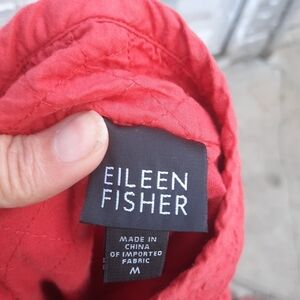 EILEEN
FISHER
MADE IN
CHINA
OF IMPORTED
FABRIC
M